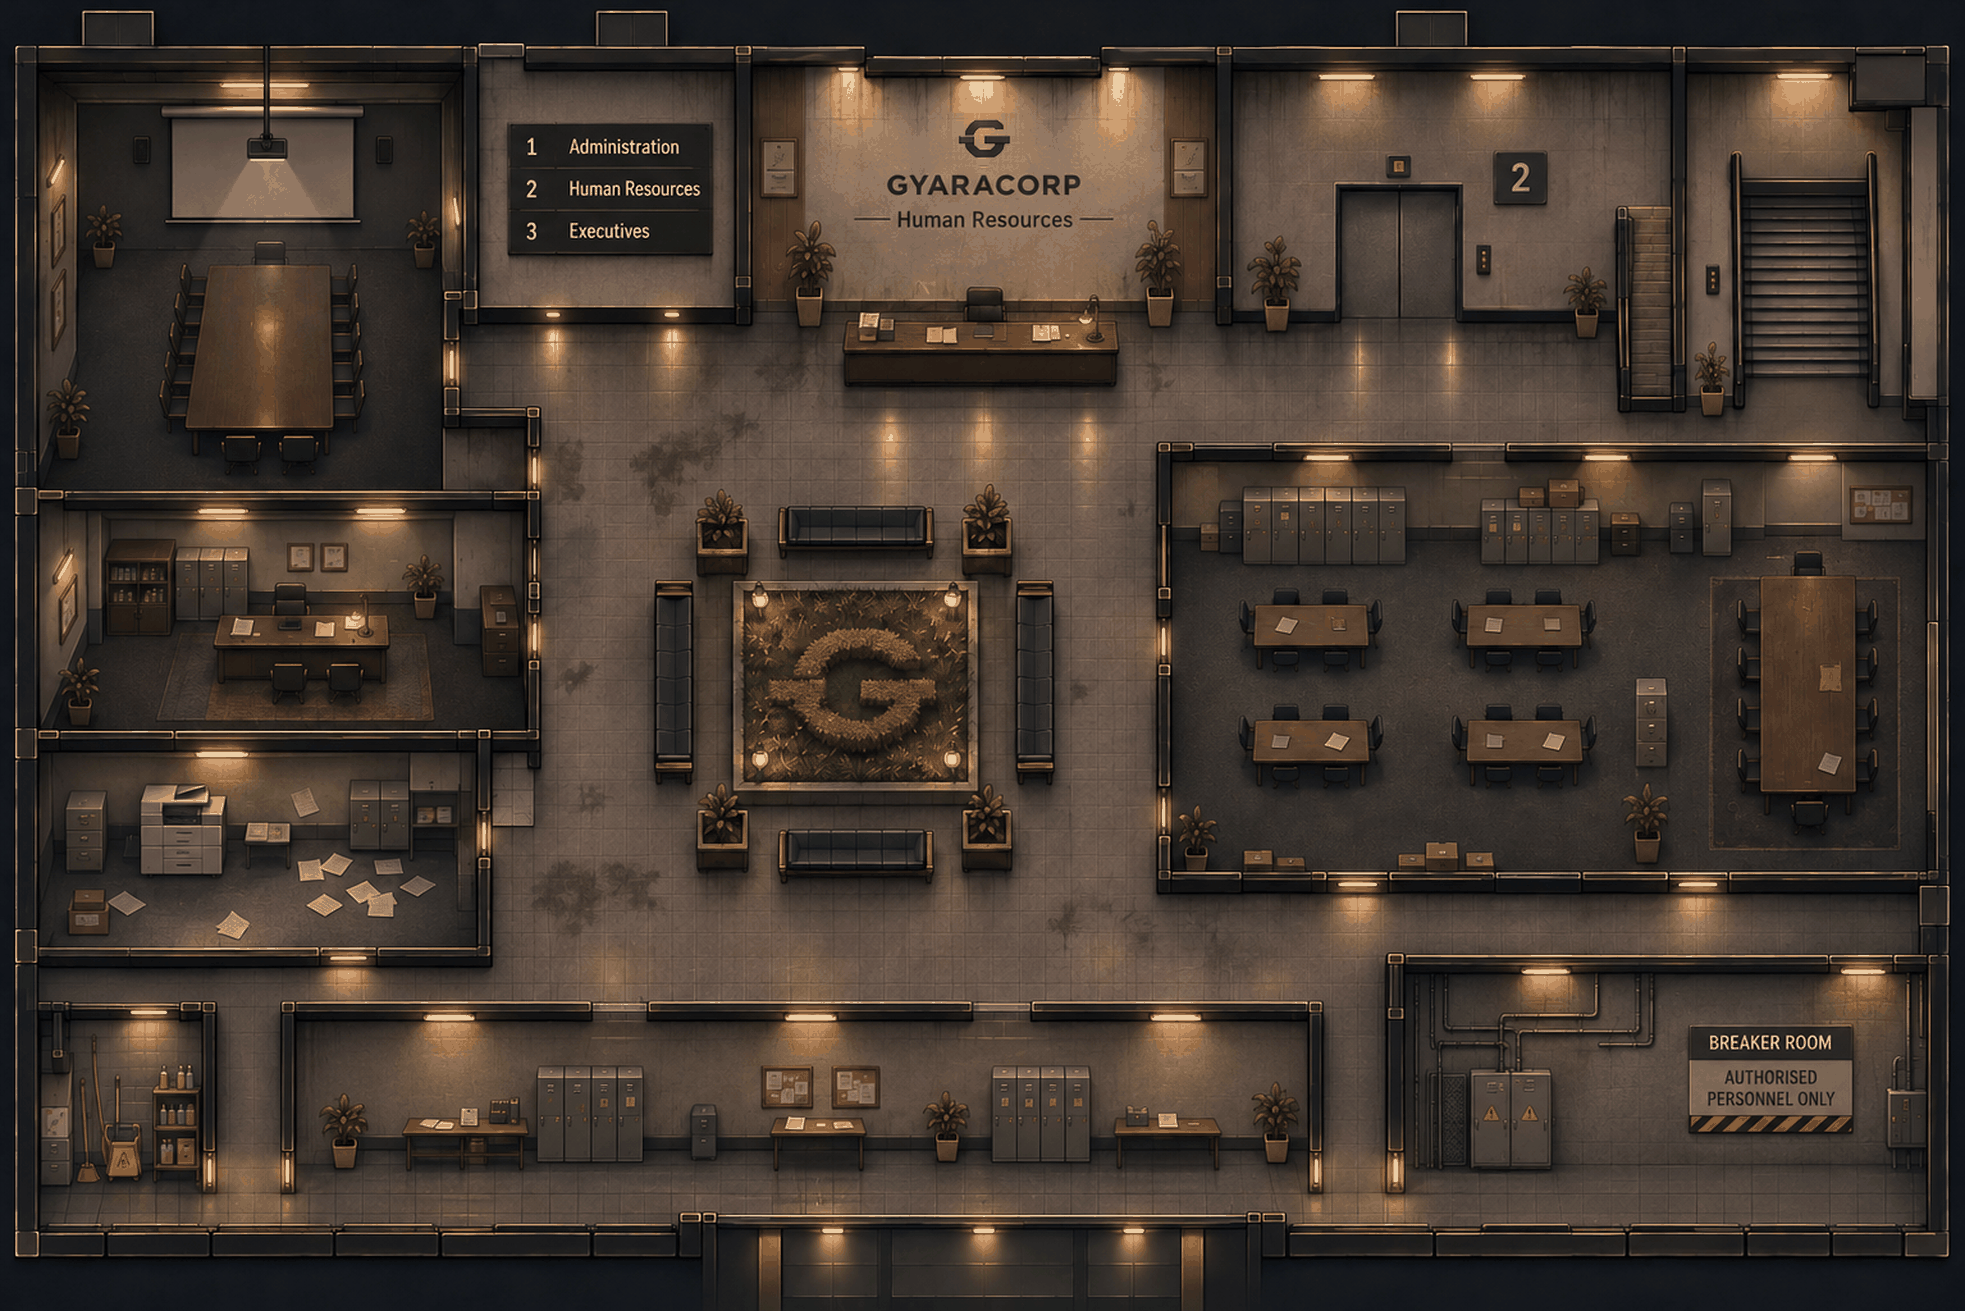 1 Administration
2 Human Resources
3 Executives
G
GYARACORP
Human Resources
2
G
BREAKER ROOM
AUTHORISED
PERSONNEL ONLY